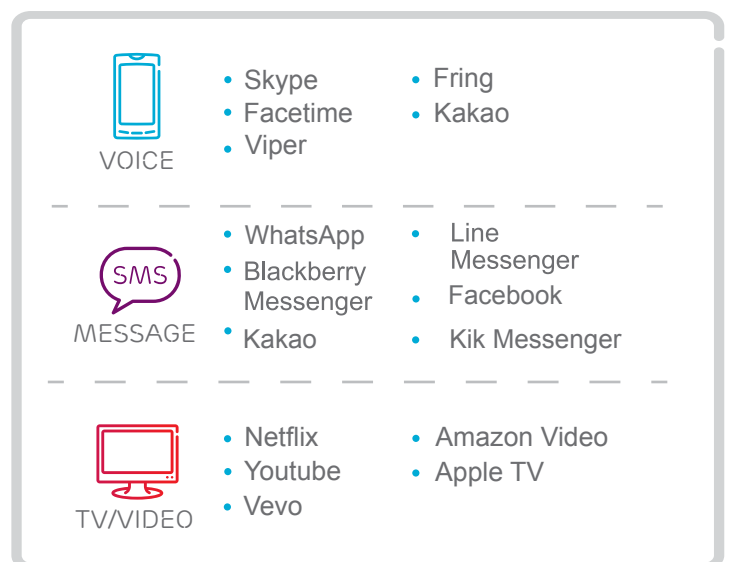 VOICE
• Skype
• Facetime
• Viper
• Fring
• Kakao
SMS
MESSAGE
• WhatsApp
• Blackberry
Messenger
• Kakao
• Line
Messenger
• Facebook
• Kik Messenger
TV/VIDEO
• Netflix
• Youtube
• Vevo
• Amazon Video
• Apple TV